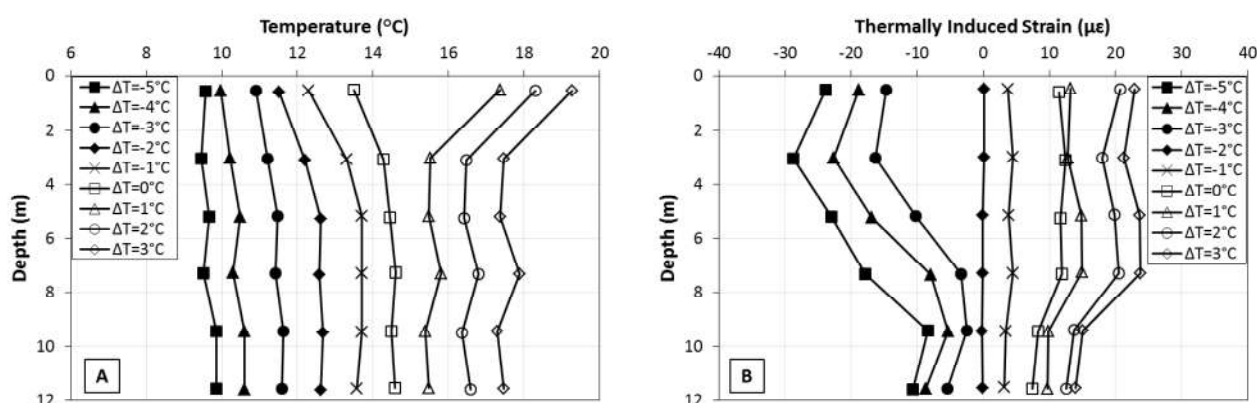 Temperature (°C)
6 8 10 12 14 16 18 20
0
2
4
6
8
10
12
Depth (m)
ΔT=-5°C
ΔT=-4°C
ΔT=-3°C
ΔT=-2°C
ΔT=-1°C
ΔT=0°C
ΔT=1°C
ΔT=2°C
ΔT=3°C
A
Thermally Induced Strain (με)
-40 -30 -20 -10 0 10 20 30 40
0
2
4
6
8
10
12
Depth (m)
ΔT=-5°C
ΔT=-4°C
ΔT=-3°C
ΔT=-2°C
ΔT=-1°C
ΔT=0°C
ΔT=1°C
ΔT=2°C
ΔT=3°C
B